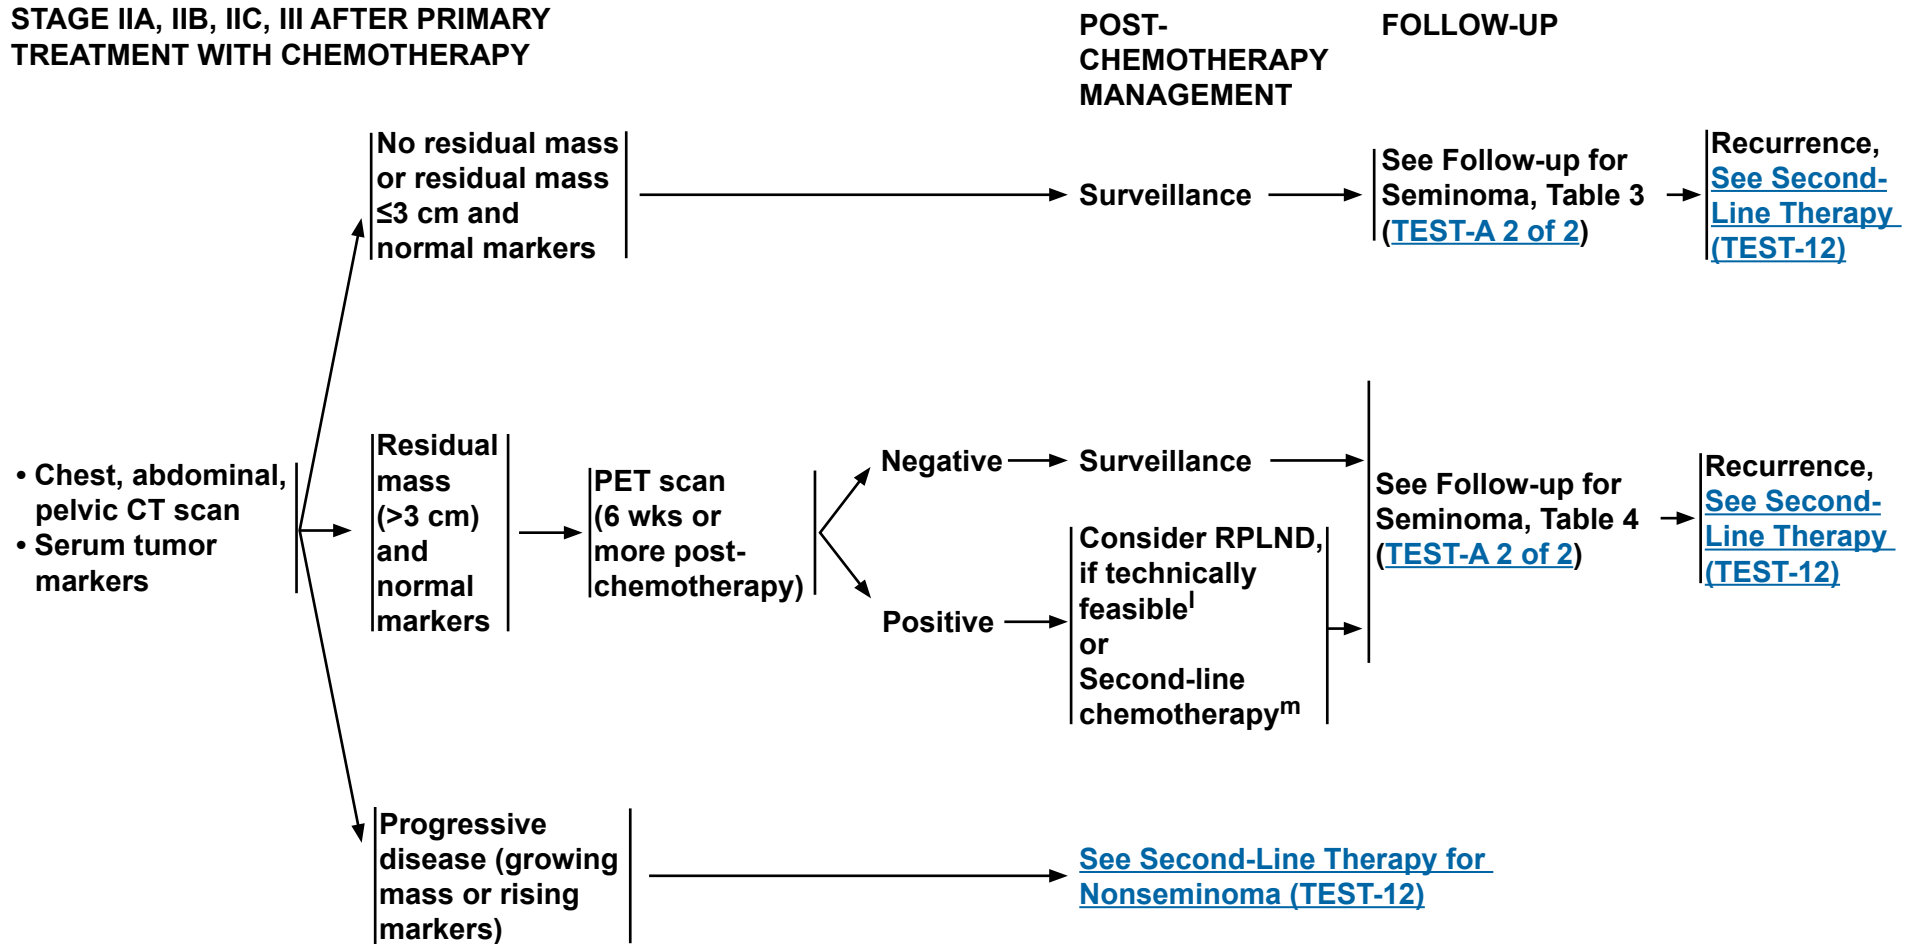 STAGE IIA, IIB, IIC, III AFTER PRIMARY
TREATMENT WITH CHEMOTHERAPY
POST-
CHEMOTHERAPY
MANAGEMENT
FOLLOW-UP
No residual mass
or residual mass
≤3 cm and
normal markers
Surveillance
See Follow-up for
Seminoma, Table 3
(TEST-A 2 of 2)
Recurrence,
See Second-
Line Therapy
(TEST-12)
• Chest, abdominal,
pelvic CT scan
• Serum tumor
markers
Residual
mass
(>3 cm)
and
normal
markers
PET scan
(6 wks or
more post-
chemotherapy)
Negative
Surveillance
Positive
Consider RPLND,
if technically
feasible^l
or
Second-line
chemotherapy^m
See Follow-up for
Seminoma, Table 4
(TEST-A 2 of 2)
Recurrence,
See Second-
Line Therapy
(TEST-12)
Progressive
disease (growing
mass or rising
markers)
See Second-Line Therapy for
Nonseminoma (TEST-12)